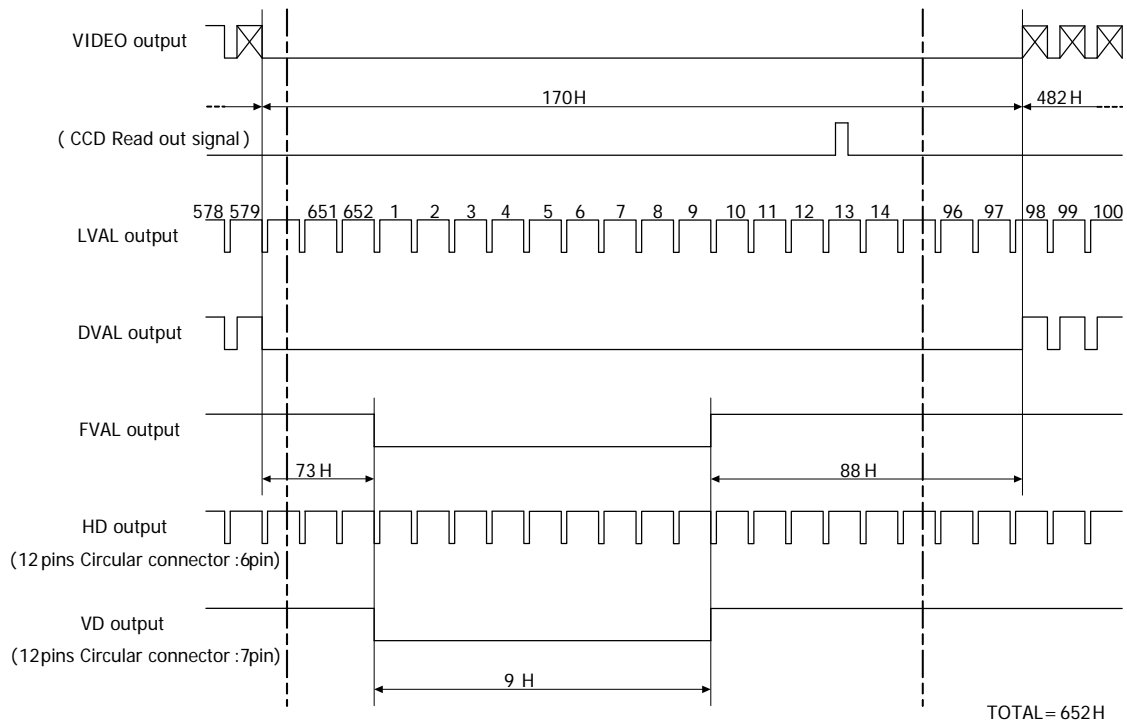 VIDEO output
170H
482H
( CCD Read out signal )
578 579 651 652 1 2 3 4 5 6 7 8 9 10 11 12 13 14 96 97 98 99 100
LVAL output
DVAL output
FVAL output
73 H
88 H
HD output
(12pins Circular connector :6pin)
VD output
(12pins Circular connector :7pin)
9 H
TOTAL=652H